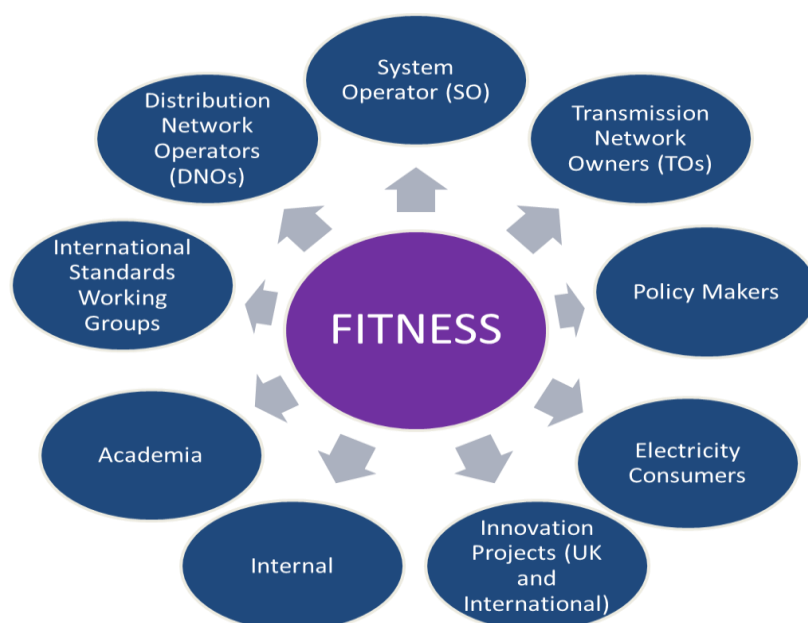 System
Operator (SO)
Transmission
Network
Owners (TOs)
Policy Makers
Electricity
Consumers
Innovation
Projects (UK
and
International)
Internal
Academia
International
Standards
Working
Groups
Distribution
Network
Operators
(DNOs)
FITNESS